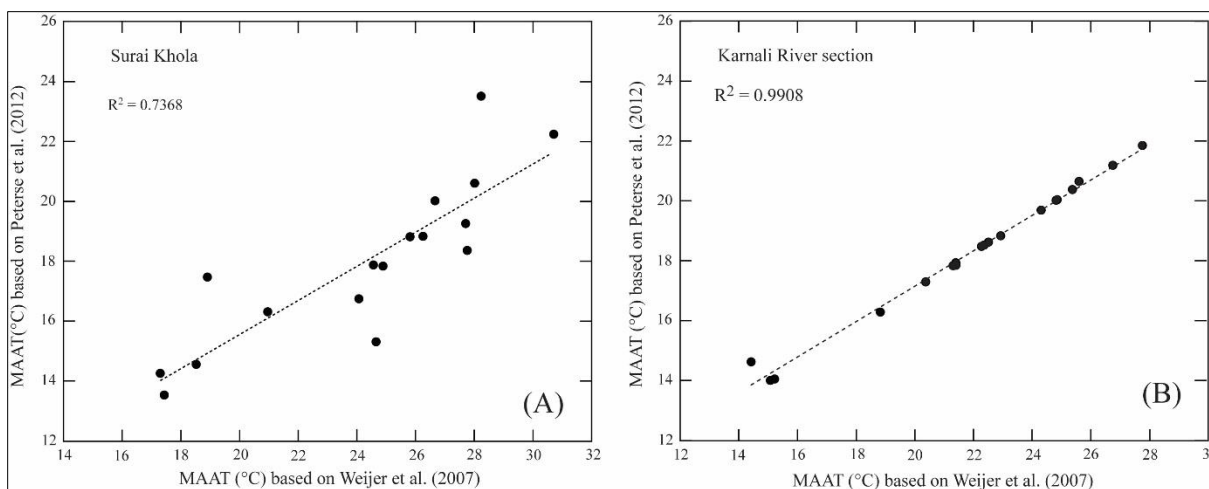 26
24
22
20
18
16
14
12
MAAT(°C) based on Peterse et al. (2012)
Surai Khola
R² = 0.7368
(A)
14 16 18 20 22 24 26 28 30 32
MAAT (°C) based on Weijer et al. (2007)
26
24
22
20
18
16
14
12
MAAT (°C) based on Peterse et al. (2012)
Karnali River section
R² = 0.9908
(B)
12 14 16 18 20 22 24 26 28 3
MAAT (°C) based on Weijer et al. (2007)